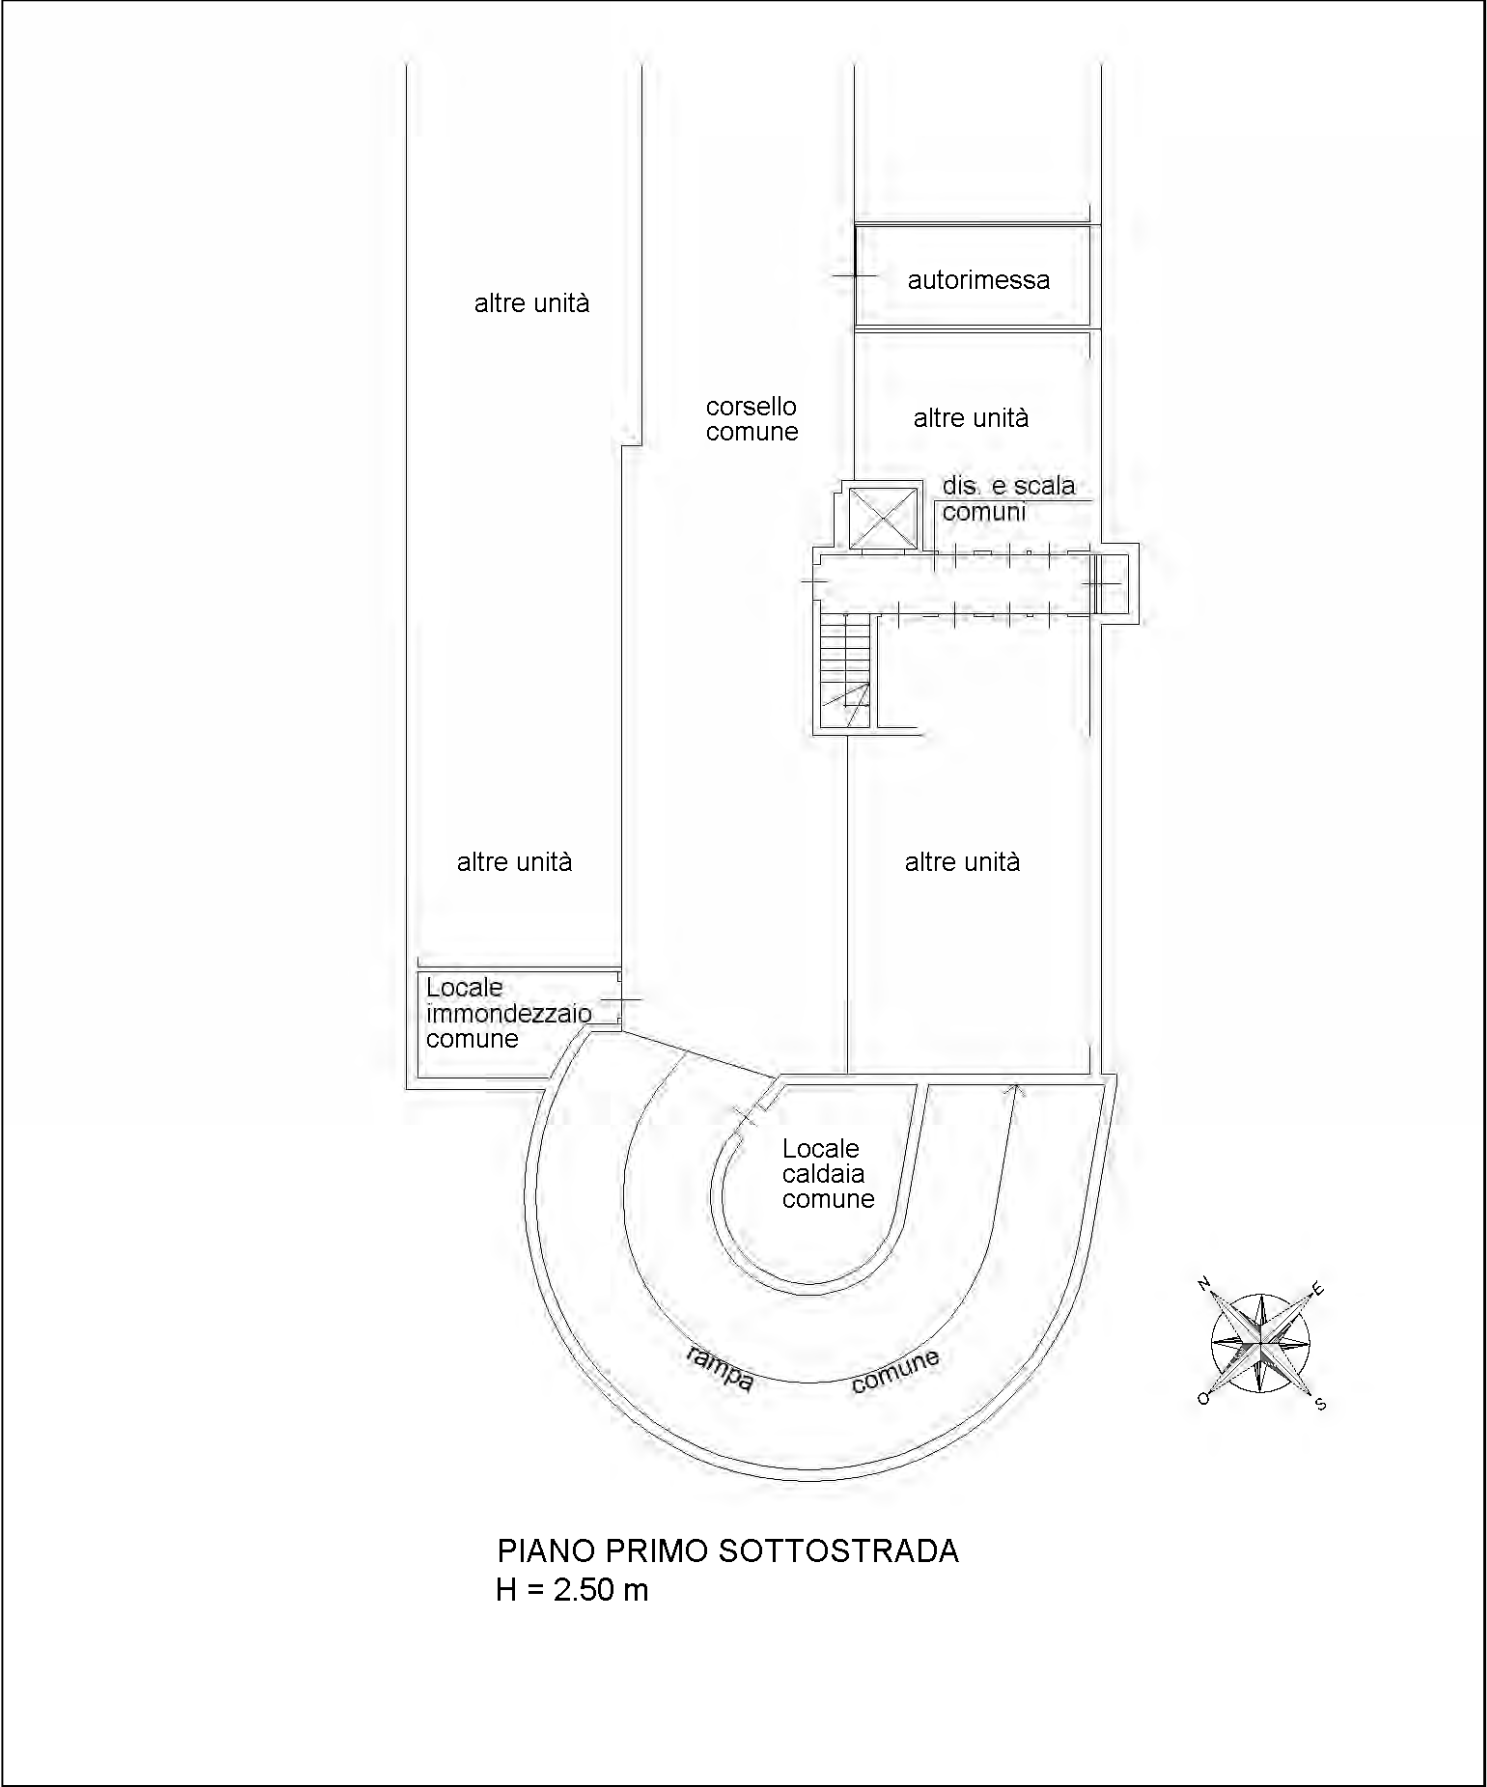 altre unità
autorimessa
corsello
comune
altre unità
dis. e scala
comuni
altre unità
altre unità
Locale
immondezzaio
comune
Locale
caldaia
comune
rampa comune
N
E
O
S
PIANO PRIMO SOTTOSTRADA
H = 2.50 m